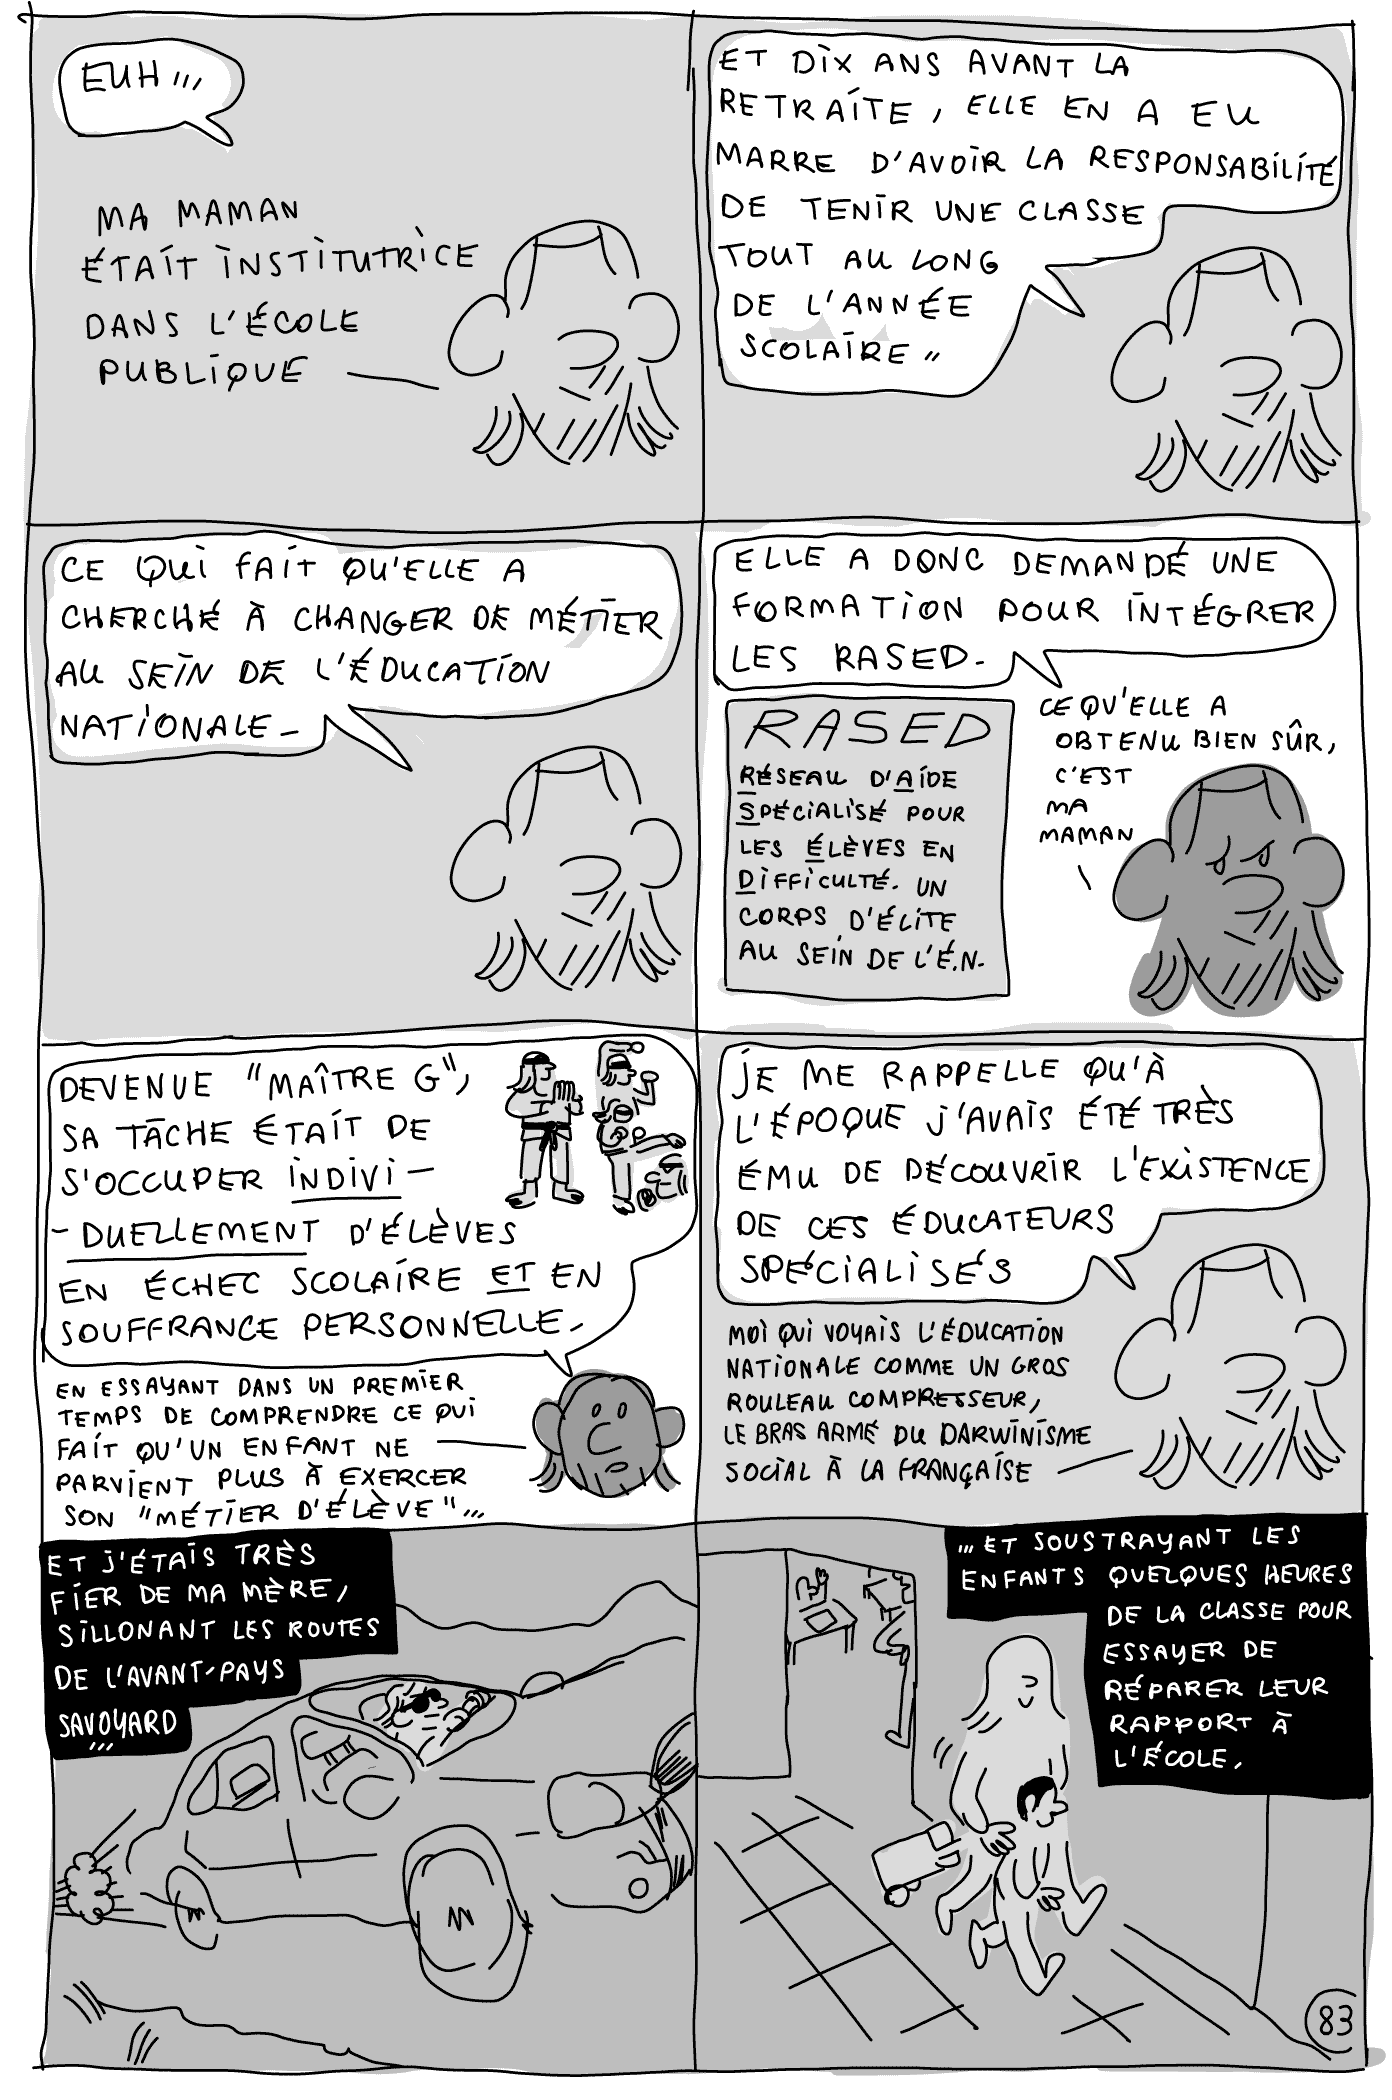 EUH...
MA MAMAN
ÉTAIT INSTITUTRICE
DANS L'ÉCOLE
PUBLIQUE
ET DIX ANS AVANT LA
RETRAITE, ELLE EN A EU
MARRE D'AVOIR LA RESPONSABILITÉ
DE TENIR UNE CLASSE
TOUT AU LONG
DE L'ANNÉE
SCOLAIRE..
CE QUI FAIT QU'ELLE A
CHERCHÉ À CHANGER DE MÉTIER
AU SEIN DE L'ÉDUCATION
NATIONALE_
ELLE A DONC DEMANDÉ UNE
FORMATION POUR INTÉGRER
LES RASED-
RASED
RÉSEAU D'AIDE
SPÉCIALISÉ POUR
LES ÉLÈVES EN
DIFFICULTÉ. UN
CORPS D'ÉLITE
AU SEIN DE L'É.N-
CE QU'ELLE A
OBTENU BIEN SÛR,
C'EST
MA
MAMAN
DEVENUE "MAÎTRE G",
SA TÂCHE ÉTAIT DE
S'OCCUPER INDIVI-
-DUELLEMENT D'ÉLÈVES
EN ÉCHEC SCOLAIRE ET EN
SOUFFRANCE PERSONNELLE-
EN ESSAYANT DANS UN PREMIER
TEMPS DE COMPRENDRE CE QUI
FAIT QU'UN ENFANT NE
PARVIENT PLUS À EXERCER
SON "MÉTIER D'ÉLÈVE"...
JE ME RAPPELLE QU'À
L'ÉPOQUE J'AVAIS ÉTÉ TRÈS
ÉMU DE DÉCOUVRIR L'EXISTENCE
DE CES ÉDUCATEURS
SPÉCIALISÉS
MOI QUI VOYAIS L'ÉDUCATION
NATIONALE COMME UN GROS
ROULEAU COMPRESSEUR,
LE BRAS ARMÉ DU DARWINISME
SOCIAL À LA FRANÇAISE
ET J'ÉTAIS TRÈS
FIER DE MA MÈRE,
SILLONANT LES ROUTES
DE L'AVANT-PAYS
SAVOYARD
...
...ET SOUSTRAYANT LES
ENFANTS QUELQUES HEURES
DE LA CLASSE POUR
ESSAYER DE
RÉPARER LEUR
RAPPORT À
L'ÉCOLE.
83